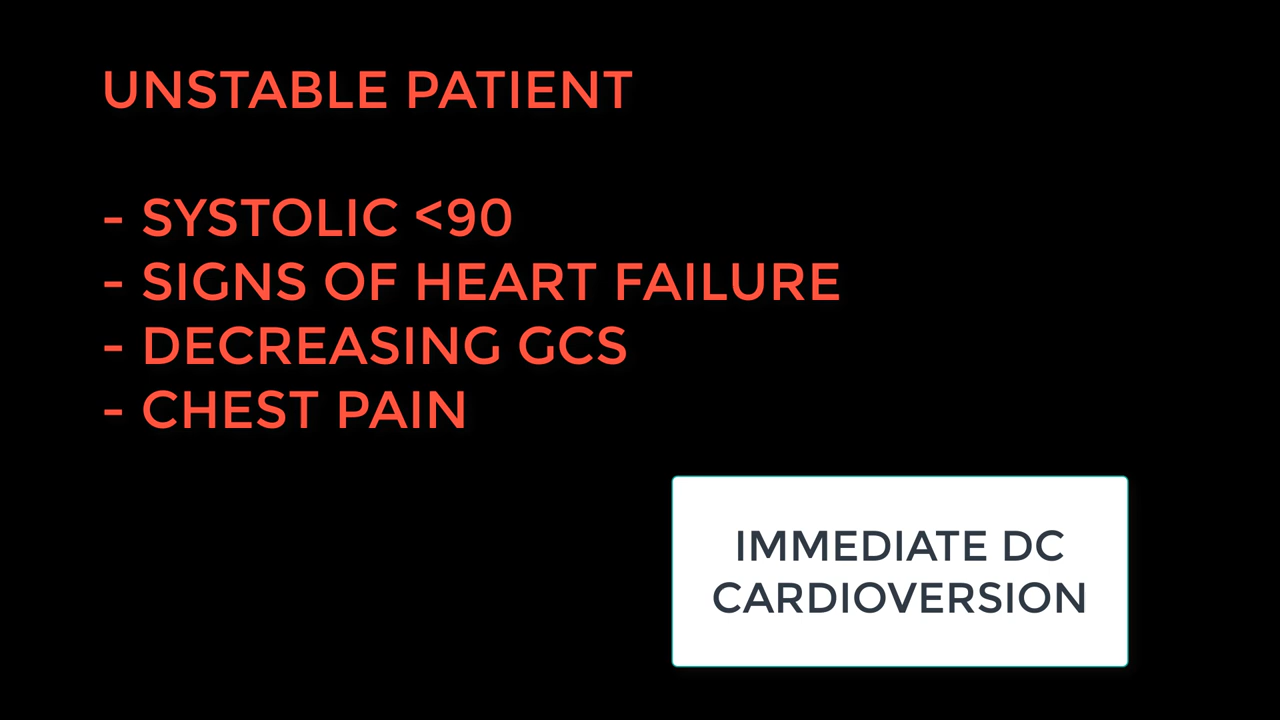 UNSTABLE PATIENT
- SYSTOLIC <90
- SIGNS OF HEART FAILURE
- DECREASING GCS
- CHEST PAIN
IMMEDIATE DC
CARDIOVERSION